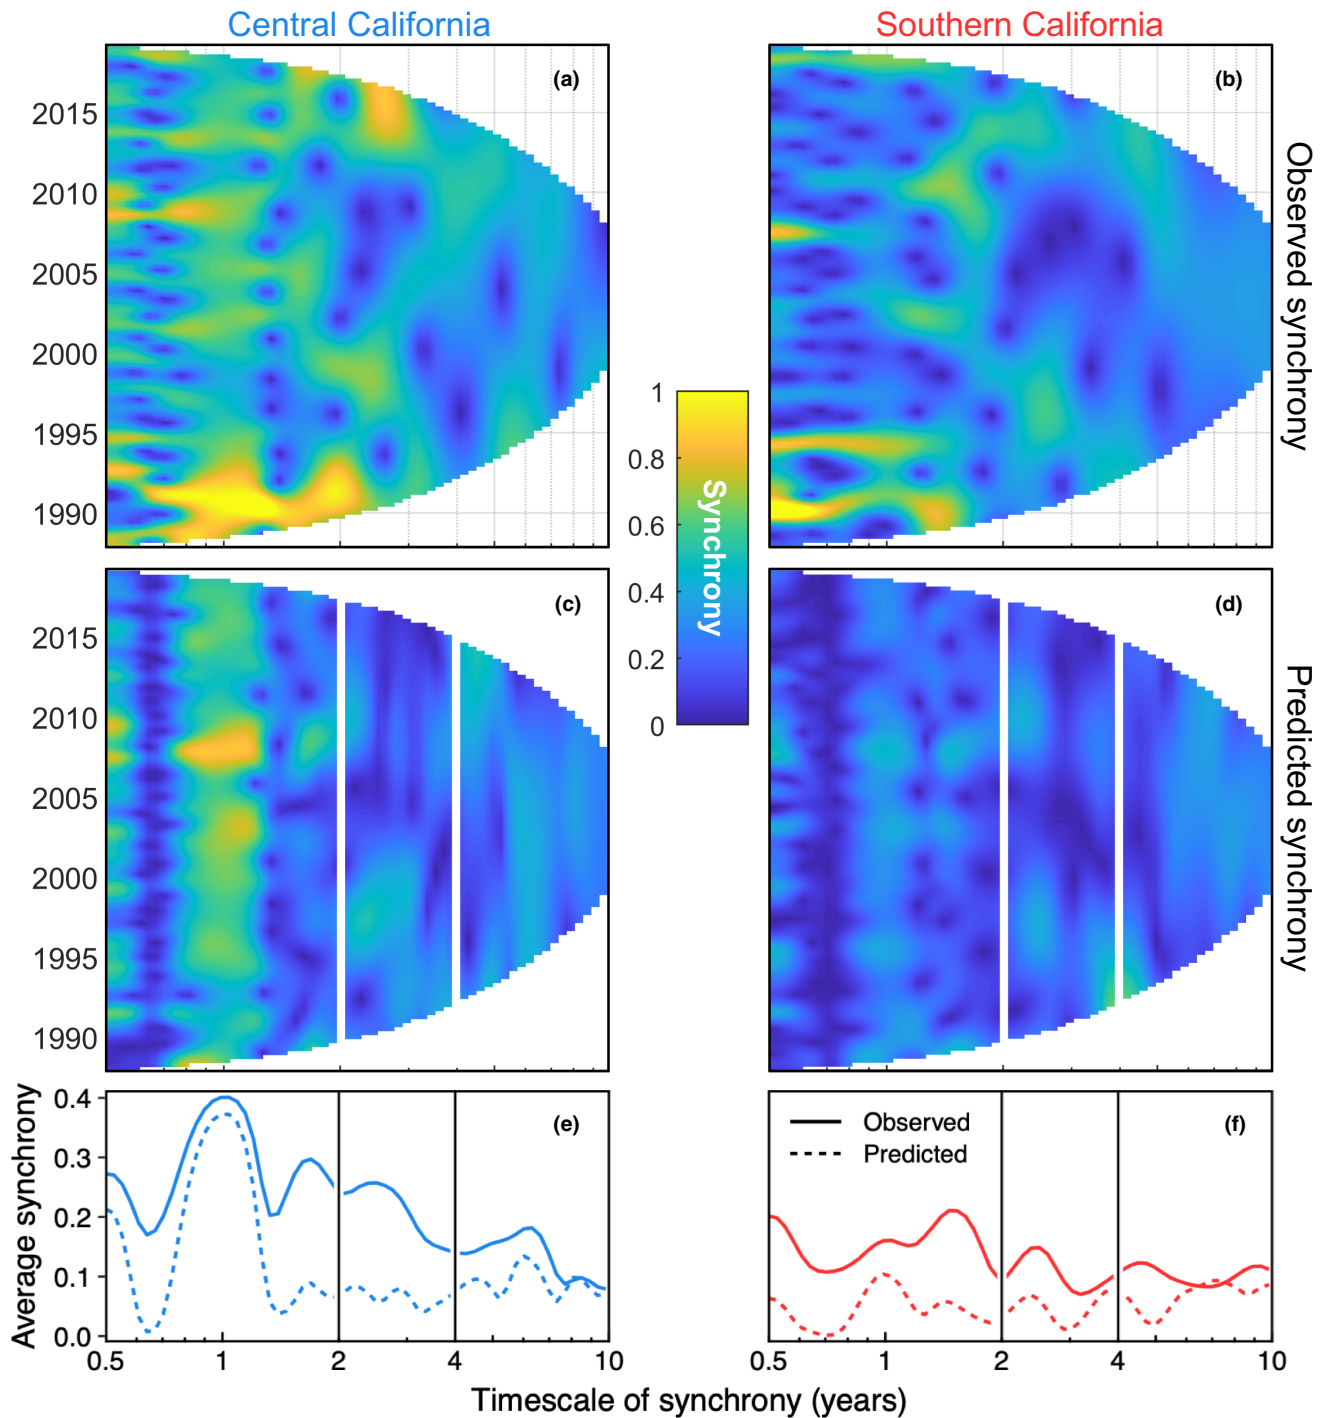 Central California
Southern California
(a)
(b)
2015
2010
2005
2000
1995
1990
Observed synchrony
1
0.8
0.6
0.4
0.2
0
Synchrony
(c)
(d)
2015
2010
2005
2000
1995
1990
Predicted synchrony
(e)
(f)
Observed
Predicted
Average synchrony
0.4
0.3
0.2
0.1
0.0
0.5 1 2 4 10
0.5 1 2 4 10
Timescale of synchrony (years)